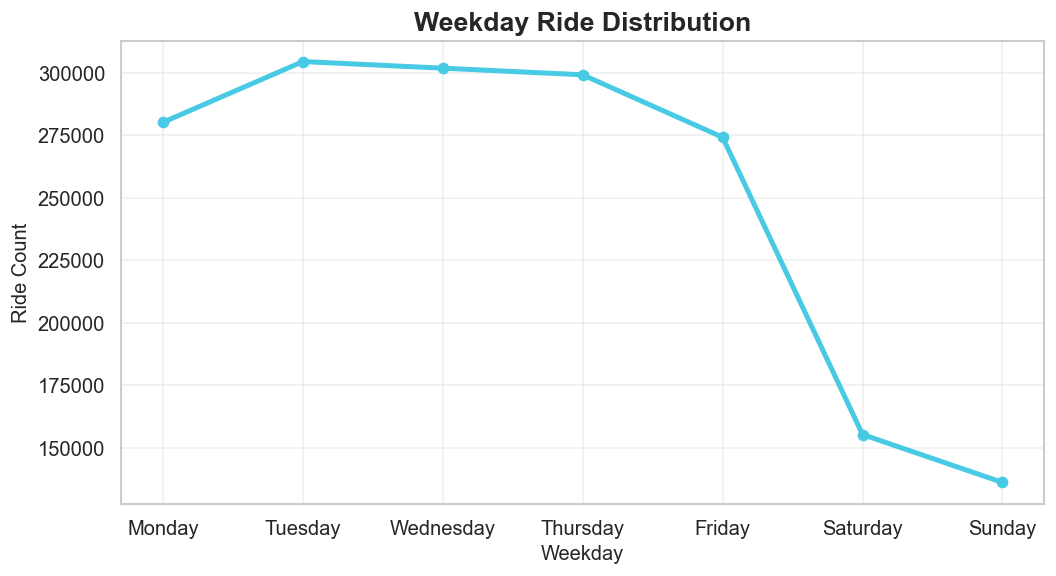 Weekday Ride Distribution
Ride Count
300000
275000
250000
225000
200000
175000
150000
Monday Tuesday Wednesday Thursday Friday Saturday Sunday
Weekday